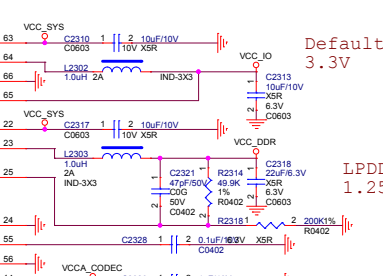 VCC_SYS
63
C2310 1 2 10uF/10V
C0603 10V X5R
64
L2302
1.0uH 2A IND-3X3
66
65
VCC_IO
Default
3.3V
C2313
10uF/10V
X5R
6.3V
C0603
VCC_SYS
22
C2317 1 2 10uF/10V
C0603 10V X5R
23
VCC_DDR
L2303
1.0uH
2A
IND-3X3
25
C2321
47pF/50V
C0G
50V
C0402
R2314
49.9K
1%
R0402
C2318
22uF/6.3V
X5R
6.3V
C0603
LPDD
1.25
24
R2318 1 2 200K1%
R0402
55
C2328 1 2 0.1uF/16V 6.3V X5R
C0402
56
VCCA_CODEC